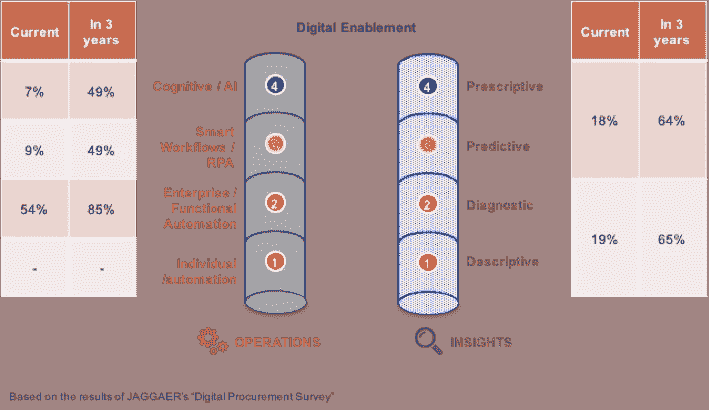 Current
In 3
years
Digital Enablement
Current
In 3
years
7%
49%
Cognitive / AI
4
4
Prescriptive
18%
64%
9%
49%
Smart
Workflows /
RPA
Predictive
54%
85%
Enterprise /
Functional
Automation
2
2
Diagnostic
19%
65%
-
-
Individual
/automation
1
1
Descriptive
OPERATIONS
INSIGHTS
Based on the results of JAGGAER's "Digital Procurement Survey"